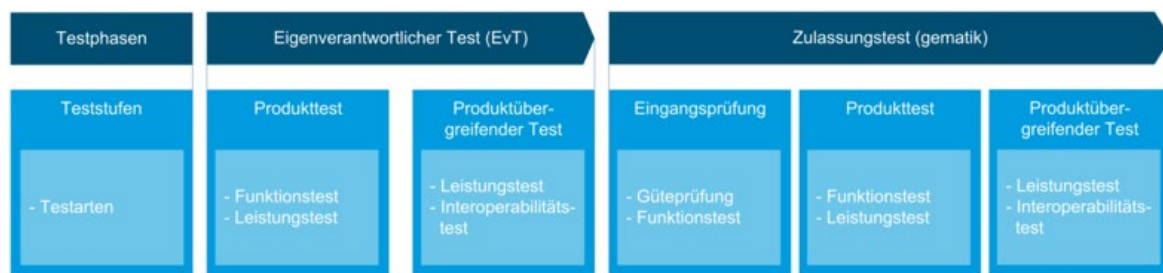 Testphasen
Eigenverantwortlicher Test (EvT)
Zulassungstest (gematik)
Teststufen
- Testarten
Produkttest
- Funktionstest
- Leistungstest
Produktüber-
greifender Test
- Leistungstest
- Interoperabilitäts-
test
Eingangsprüfung
- Güteprüfung
- Funktionstest
Produkttest
- Funktionstest
- Leistungstest
Produktüber-
greifender Test
- Leistungstest
- Interoperabilitäts-
test